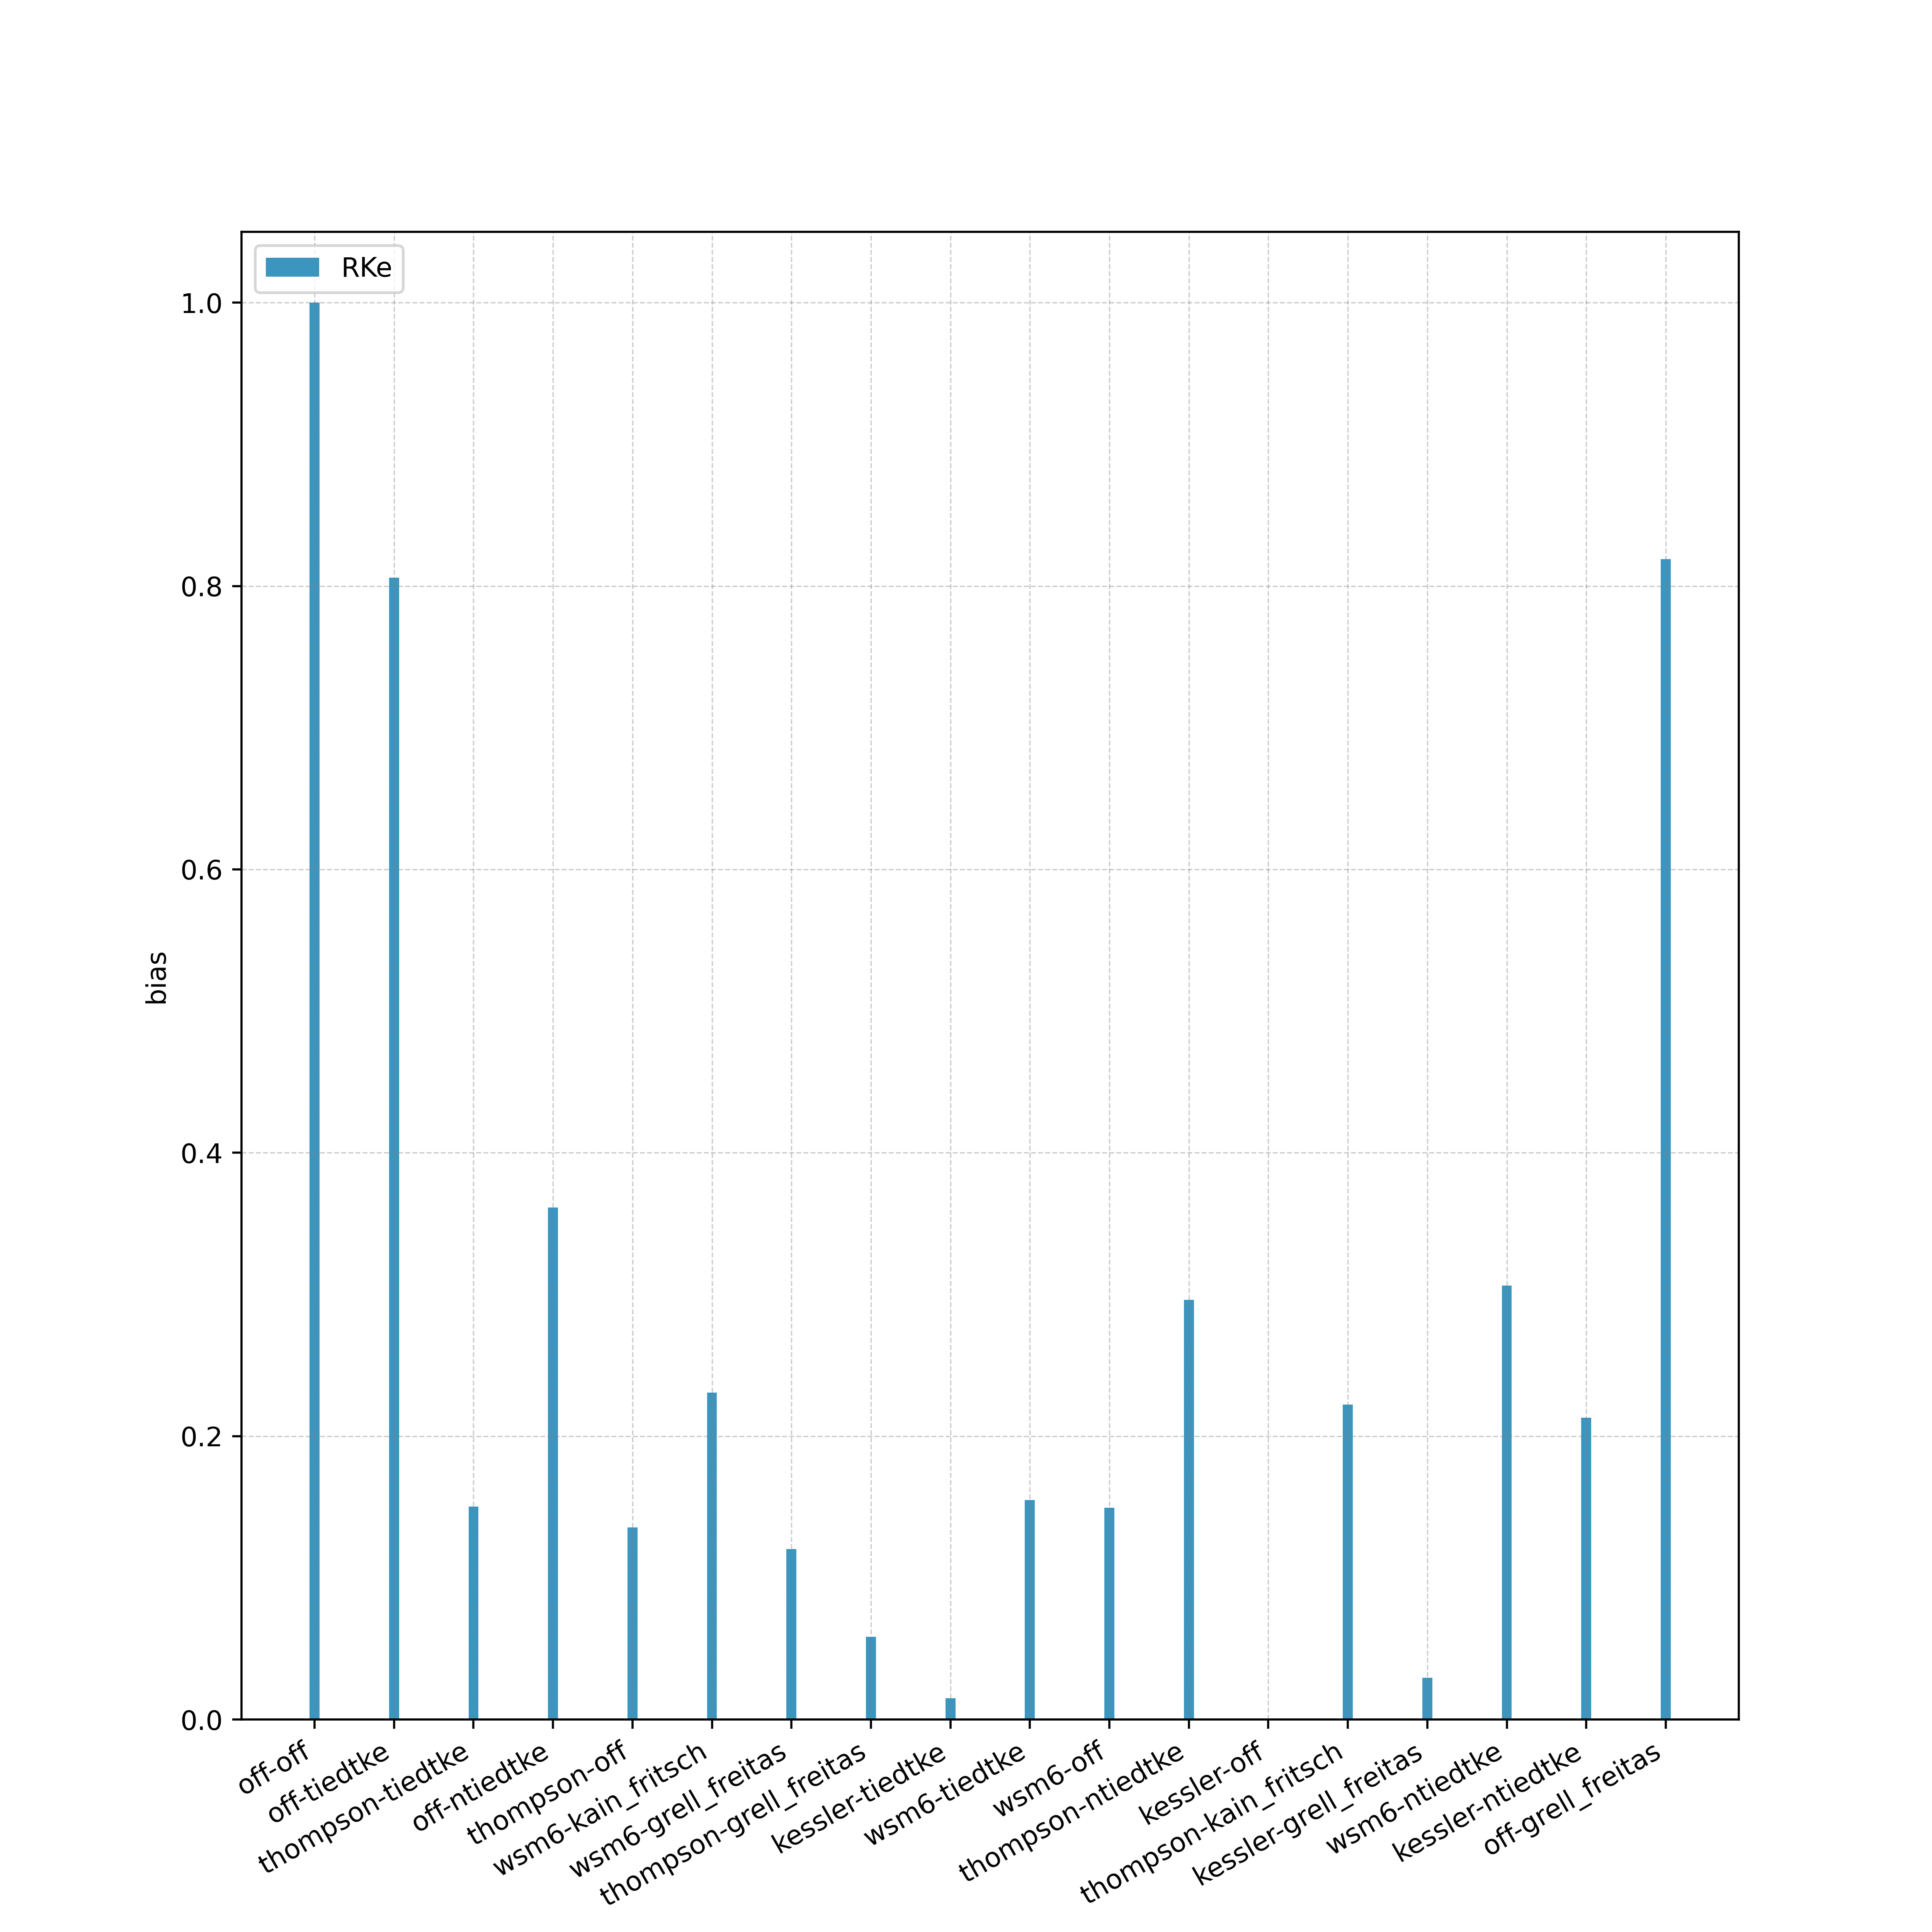 RKe
1.0
0.8
0.6
0.4
0.2
0.0
bias
off-off
off-tiedtke
thompson-tiedtke
off-ntiedtke
thompson-off
wsm6-kain_fritsch
wsm6-grell_freitas
thompson-grell_freitas
kessler-tiedtke
wsm6-tiedtke
wsm6-off
thompson-ntiedtke
kessler-off
thompson-kain_fritsch
kessler-grell_freitas
wsm6-ntiedtke
kessler-ntiedtke
off-grell_freitas